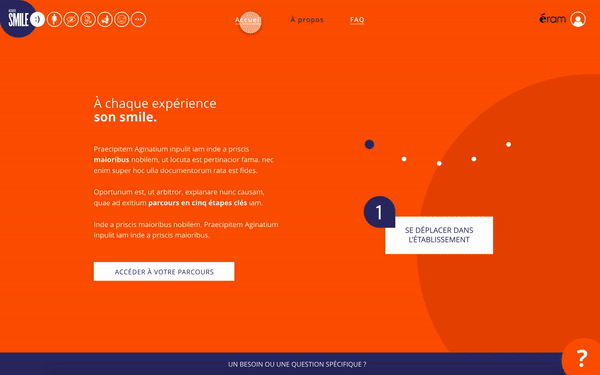 SMILE
:)
Accueil
À propos
FAQ
éram
À chaque expérience
son smile.
Praecipitem Aginatium inpulit iam inde a priscis
maioribus nobilem, ut locuta est pertinacior fama. nec
enim super hoc ulla documentorum rata est fides.
Oportunum est, ut arbitror, explanare nunc causam,
quae ad exitium parcours en cinq étapes clés iam.
Inde a priscis maioribus nobilem. Praecipitem Aginatium
inpulit iam inde a priscis maioribus.
ACCÉDER À VOTRE PARCOURS
1
SE DÉPLACER DANS
L'ÉTABLISSEMENT
UN BESOIN OU UNE QUESTION SPÉCIFIQUE ?
?